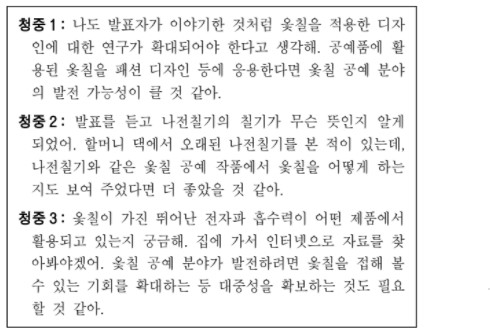 청중 1 : 나도 발표자가 이야기한 것처럼 옻칠을 적용한 디자
인에 대한 연구가 확대되어야 한다고 생각해. 공예품에 활
용된 옻칠을 패션 디자인 등에 응용한다면 옻칠 공예 분야
의 발전 가능성이 클 것 같아.
청중 2 : 발표를 듣고 나전칠기의 칠기가 무슨 뜻인지 알게
되었어. 할머니 댁에서 오래된 나전칠기를 본 적이 있는데,
나전칠기와 같은 옻칠 공예 작품에서 옻칠을 어떻게 하는
지도 보여 주었다면 더 좋았을 것 같아.
청중 3 : 옻칠이 가진 뛰어난 전자파 흡수력이 어떤 제품에서
활용되고 있는지 궁금해. 집에 가서 인터넷으로 자료를 찾
아봐야겠어. 옻칠 공예 분야가 발전하려면 옻칠을 접해 볼
수 있는 기회를 확대하는 등 대중성을 확보하는 것도 필요
할 것 같아.